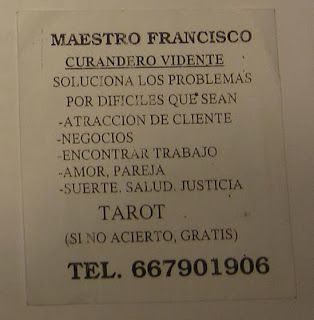 MAESTRO FRANCISCO
CURANDERO VIDENTE
SOLUCIONA LOS PROBLEMAS
POR DIFICILES QUE SEAN
-ATRACCION DE CLIENTE
-NEGOCIOS
-ENCONTRAR TRABAJO
-AMOR, PAREJA
-SUERTE. SALUD. JUSTICIA
TAROT
(SI NO ACIERTO, GRATIS)
TEL. 667901906